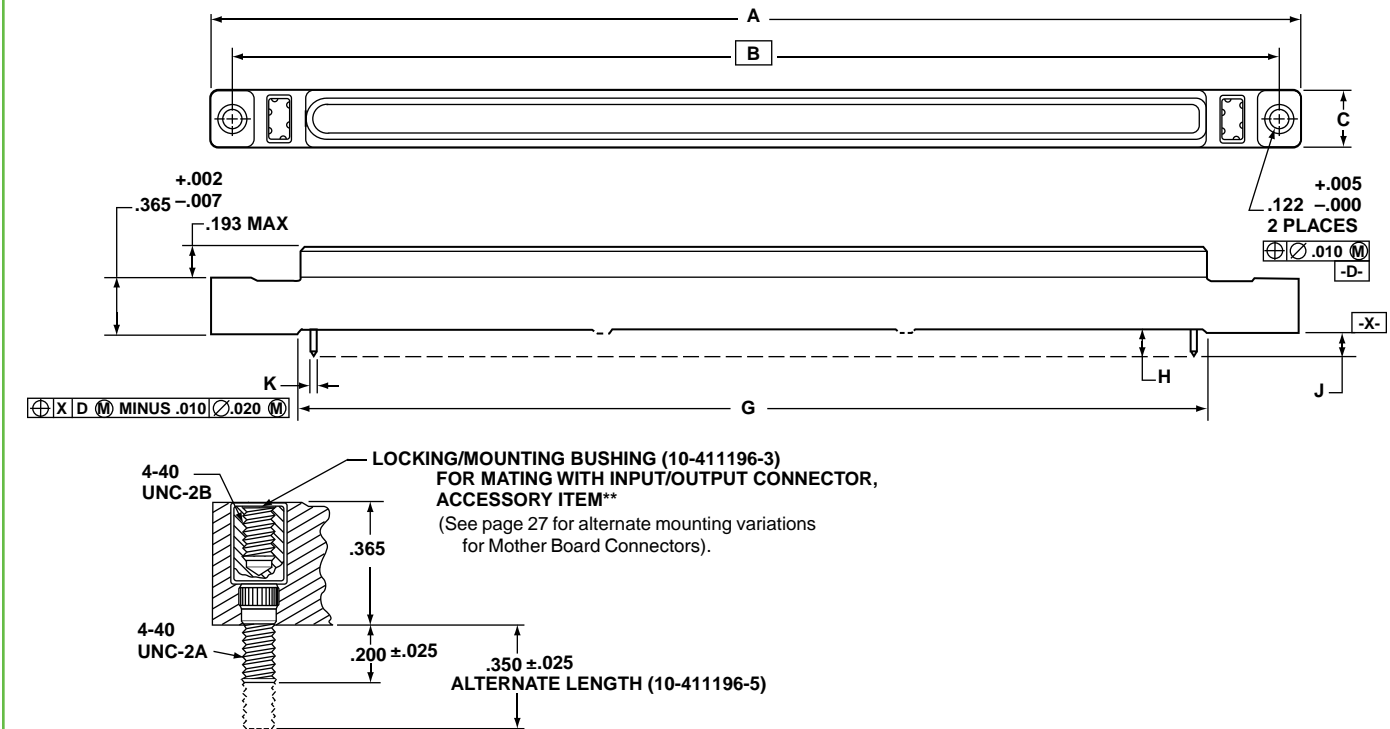 A
B
C
+.002
.365 –.007
.193 MAX
+.005
.122 –.000
2 PLACES
⌖ ∅ .010 Ⓜ
-D-
-X-
K
H
J
⌖ X D Ⓜ MINUS .010 ∅.020 Ⓜ
G
LOCKING/MOUNTING BUSHING (10-411196-3)
FOR MATING WITH INPUT/OUTPUT CONNECTOR,
ACCESSORY ITEM**
(See page 27 for alternate mounting variations
for Mother Board Connectors).
4-40
UNC-2B
.365
4-40
UNC-2A
.200 ±.025
.350 ±.025
ALTERNATE LENGTH (10-411196-5)